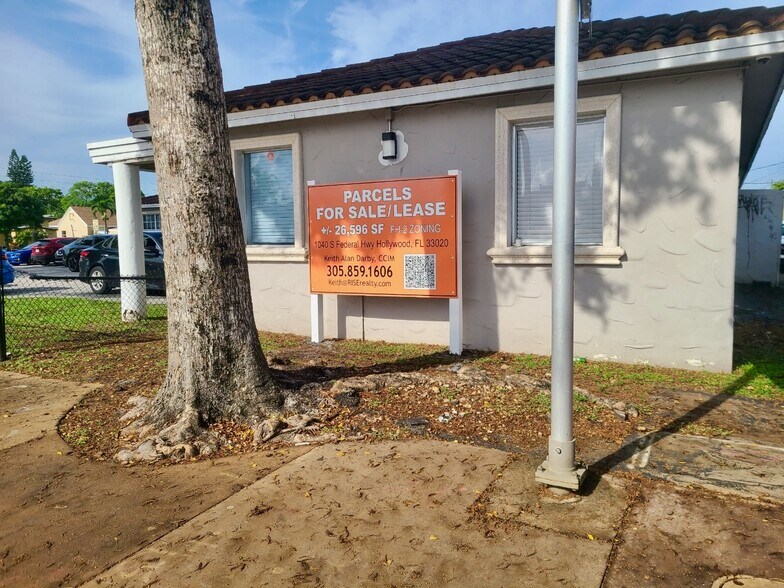 PARCELS
FOR SALE/LEASE
+/- 26,596 SF FH-2 ZONING
1040 S Federal Hwy Hollywood, FL 33020
Keith Alan Darby, CCIM
305.859.1606
Keith@RISErealty.com